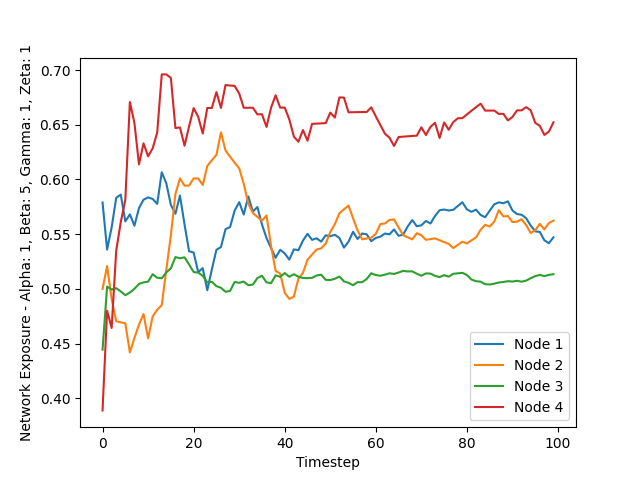 Network Exposure - Alpha: 1, Beta: 5, Gamma: 1, Zeta: 1
0.70
0.65
0.60
0.55
0.50
0.45
0.40
Node 1
Node 2
Node 3
Node 4
0 20 40 60 80 100
Timestep